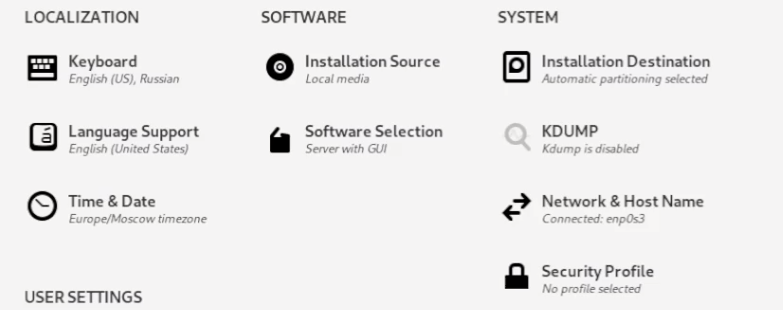 LOCALIZATION
Keyboard
English (US), Russian
Language Support
English (United States)
Time & Date
Europe/Moscow timezone
USER SETTINGS
SOFTWARE
Installation Source
Local media
Software Selection
Server with GUI
SYSTEM
Installation Destination
Automatic partitioning selected
KDUMP
Kdump is disabled
Network & Host Name
Connected: enp0s3
Security Profile
No profile selected